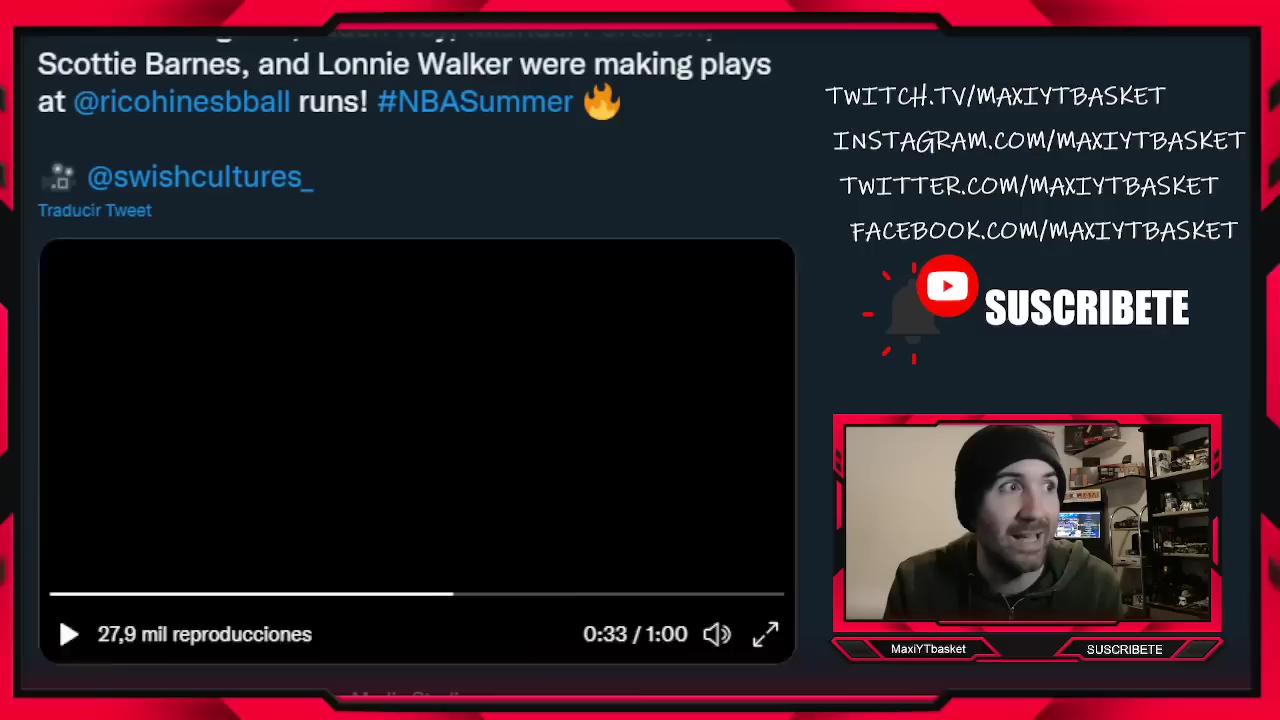 Scottie Barnes, and Lonnie Walker were making plays
at @ricohinesbball runs! #NBASummer
@swishcultures_
Traducir Tweet
27,9 mil reproducciones
0:33 / 1:00
TWITCH.TV/MAXIYTBASKET
INSTAGRAM.COM/MAXIYTBASKET
TWITTER.COM/MAXIYTBASKET
FACEBOOK.COM/MAXIYTBASKET
SUSCRIBETE
MaxiYTbasket
SUSCRIBETE